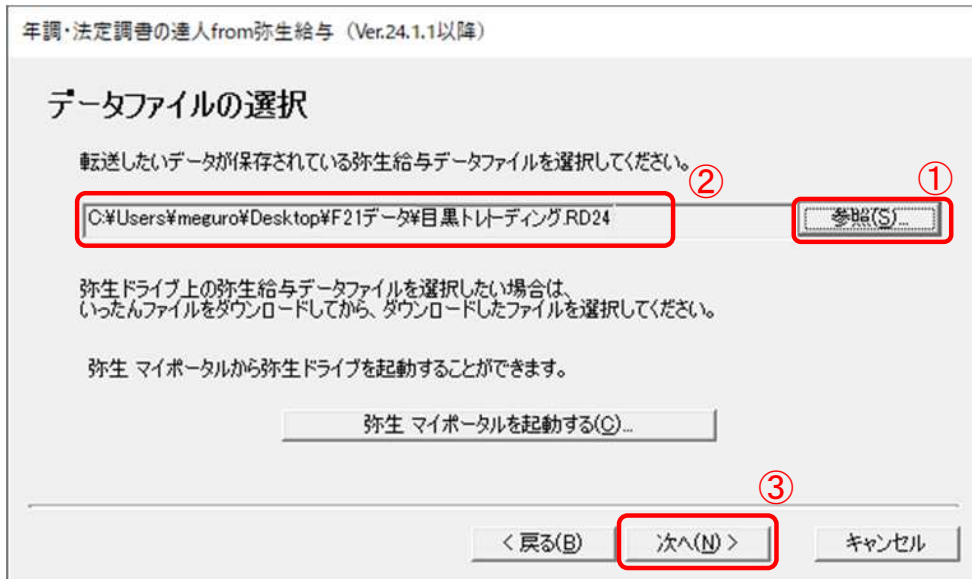 年調・法定調書の達人from弥生給与（Ver.24.1.1以降）
データファイルの選択
転送したいデータが保存されている弥生給与データファイルを選択してください。
② ①
C:¥Users¥meguro¥Desktop¥F21データ¥目黒トレーディング.RD24 参照(S)...
弥生ドライブ上の弥生給与データファイルを選択したい場合は、
いったんファイルをダウンロードしてから、ダウンロードしたファイルを選択してください。
弥生 マイポータルから弥生ドライブを起動することができます。
弥生 マイポータルを起動する(C)...
③
< 戻る(B) 次へ(N) > キャンセル